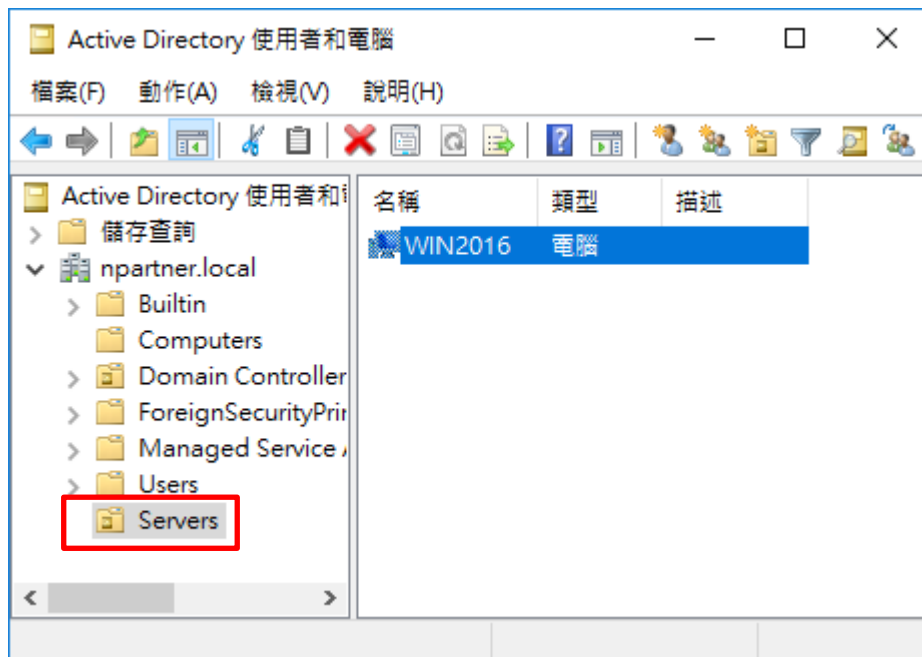 Active Directory 使用者和電腦
檔案(F) 動作(A) 檢視(V) 說明(H)
Active Directory 使用者和
儲存查詢
npartner.local
Builtin
Computers
Domain Controller
ForeignSecurityPrin
Managed Service
Users
Servers
名稱 類型 描述
WIN2016 電腦